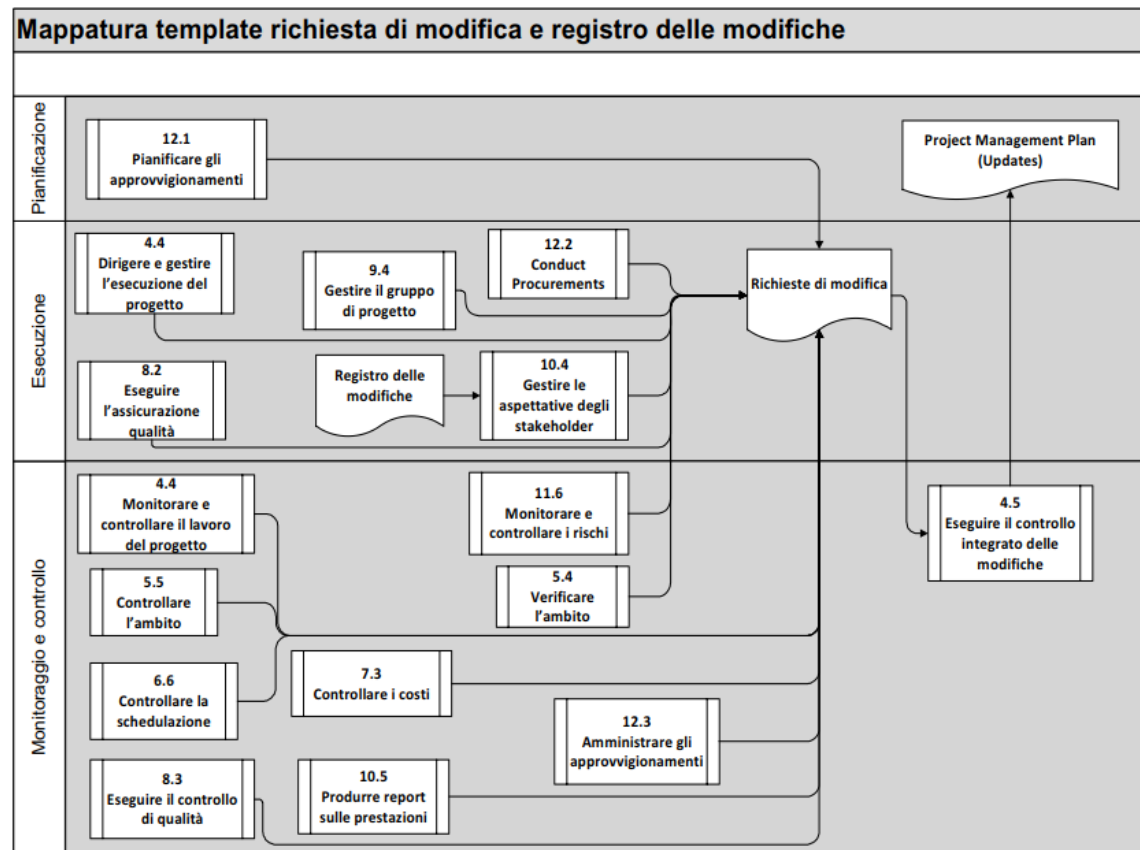 Mappatura template richiesta di modifica e registro delle modifiche
Pianificazione
12.1
Pianificare gli
approvvigionamenti
Project Management Plan
(Updates)
Esecuzione
4.4
Dirigere e gestire
l'esecuzione del
progetto
9.4
Gestire il gruppo
di progetto
12.2
Conduct
Procurements
Richieste di modifica
8.2
Eseguire
l'assicurazione
qualità
Registro delle
modifiche
10.4
Gestire le
aspettative degli
stakeholder
Monitoraggio e controllo
4.4
Monitorare e
controllare il lavoro
del progetto
11.6
Monitorare e
controllare i rischi
4.5
Eseguire il controllo
integrato delle
modifiche
5.5
Controllare
l'ambito
5.4
Verificare
l'ambito
6.6
Controllare la
schedulazione
7.3
Controllare i costi
12.3
Amministrare gli
approvvigionamenti
8.3
Eseguire il controllo
di qualità
10.5
Produrre report
sulle prestazioni